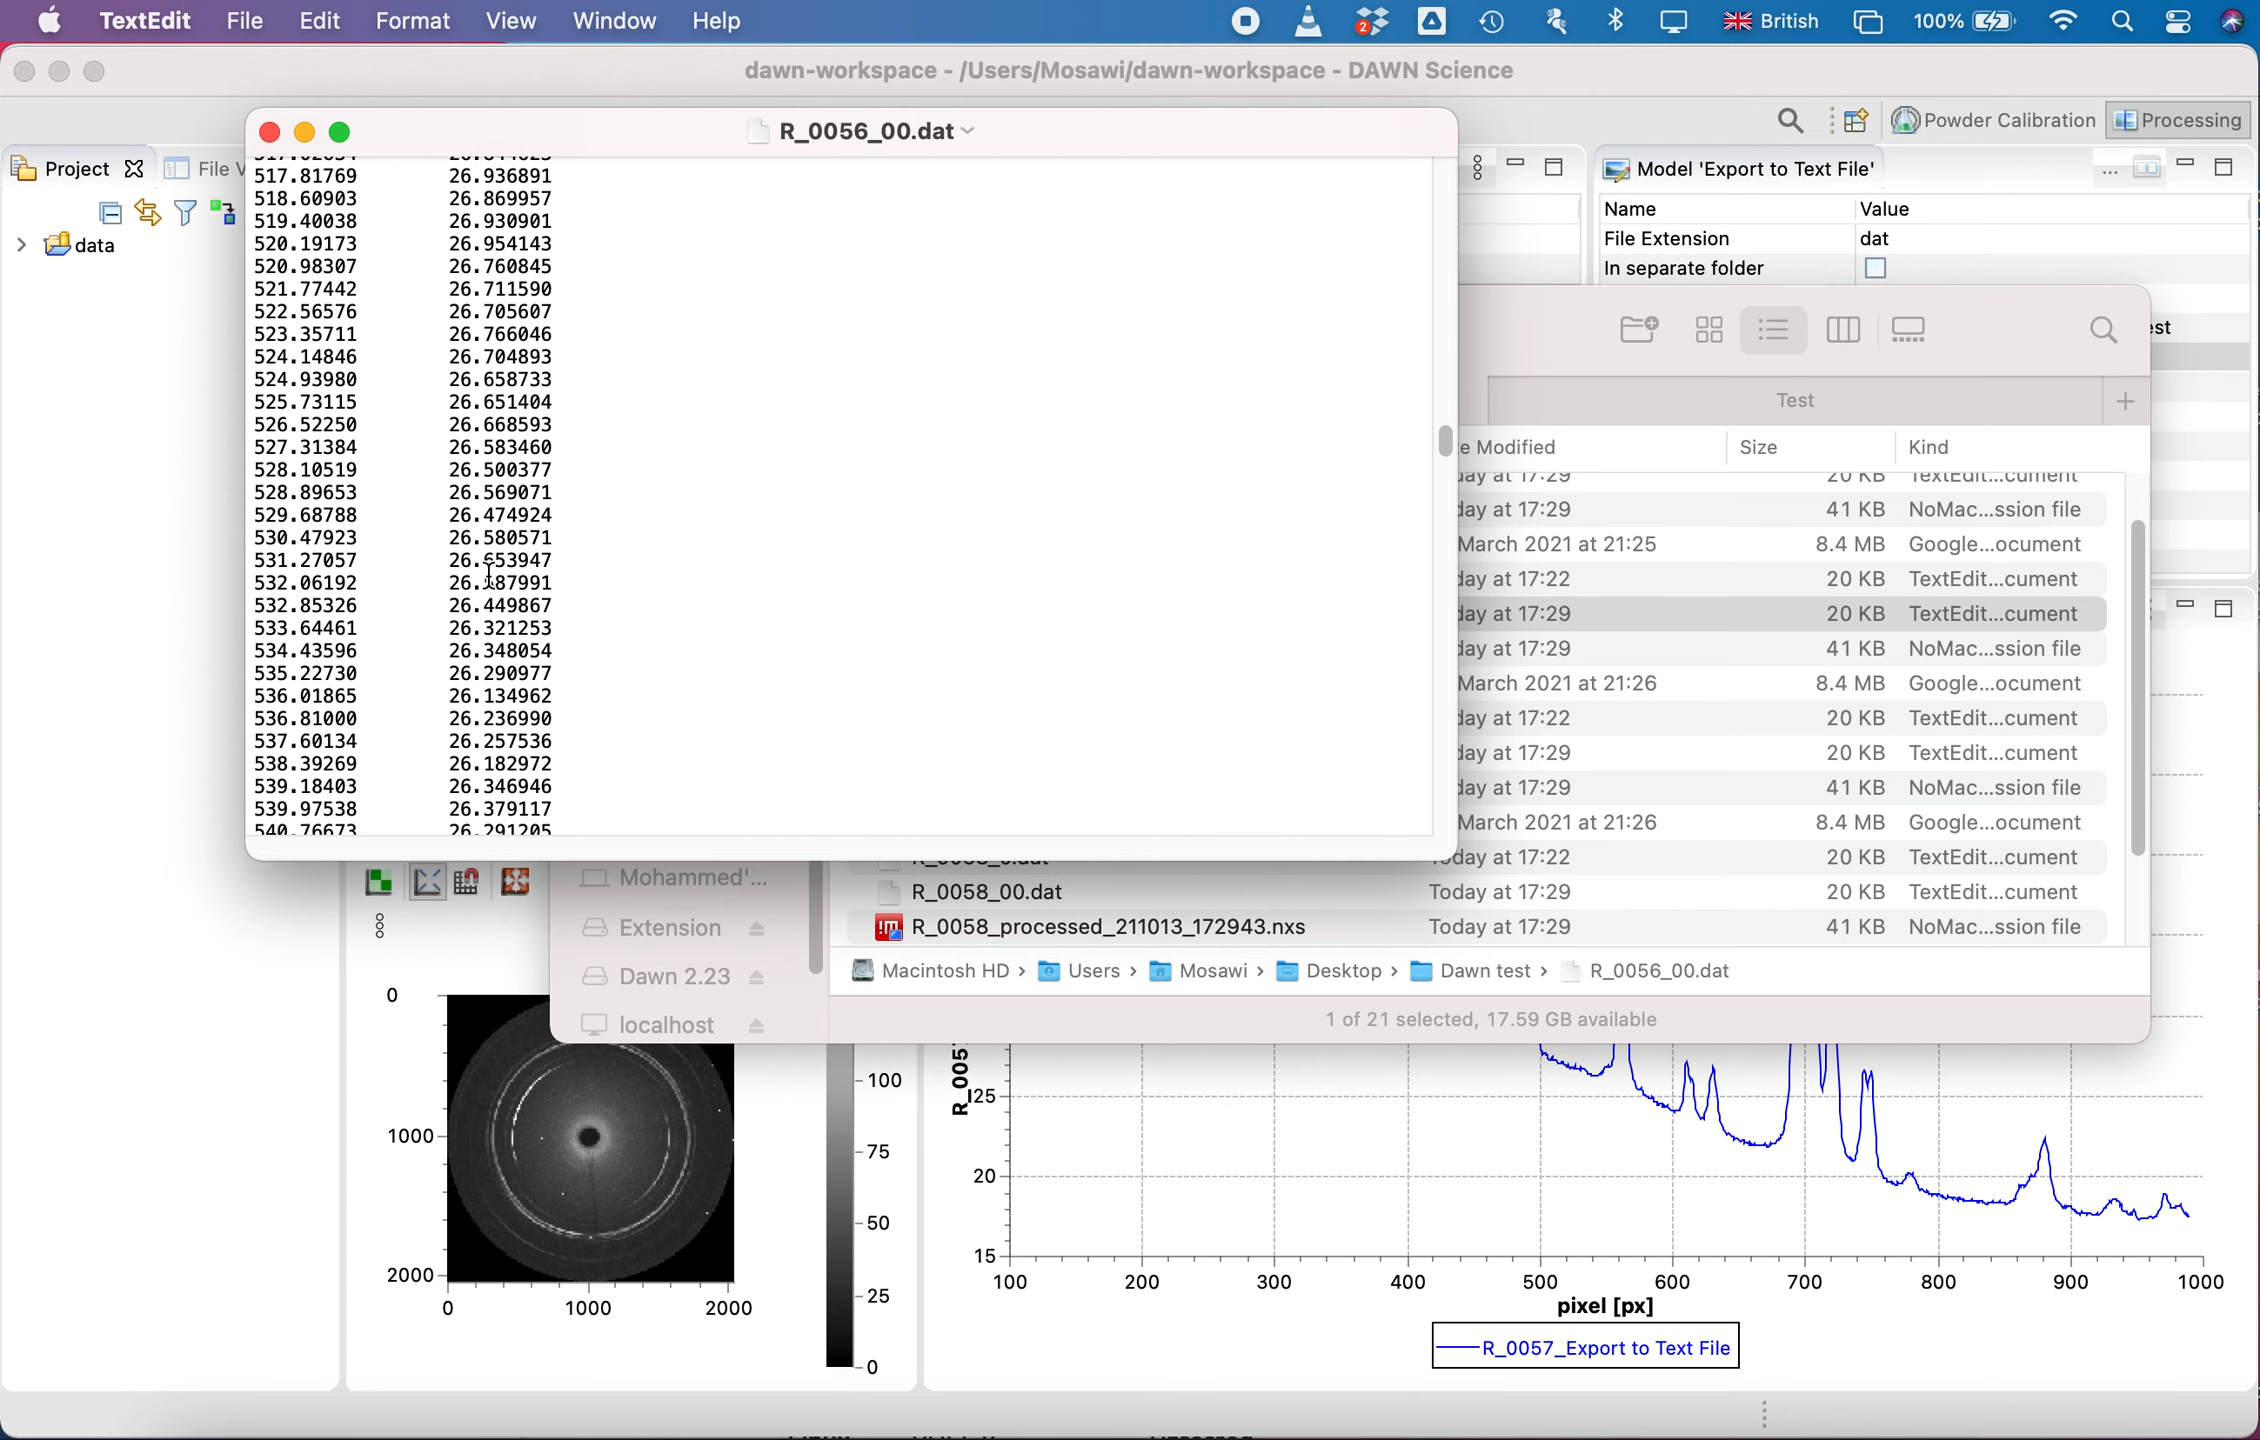 TextEdit File Edit Format View Window Help
2
British
100%
dawn-workspace - /Users/Mosawi/dawn-workspace - DAWN Science
Powder Calibration
Processing
Project
File V
data
R_0056_00.dat
517.81769 26.936891
518.60903 26.869957
519.40038 26.930901
520.19173 26.954143
520.98307 26.760845
521.77442 26.711590
522.56576 26.705607
523.35711 26.766046
524.14846 26.704893
524.93980 26.658733
525.73115 26.651404
526.52250 26.668593
527.31384 26.583460
528.10519 26.500377
528.89653 26.569071
529.68788 26.474924
530.47923 26.580571
531.27057
532.06192
532.85326 26.449867
533.64461 26.321253
534.43596 26.348054
535.22730 26.290977
536.01865 26.134962
536.81000 26.236990
537.60134 26.257536
538.39269 26.182972
539.18403 26.346946
539.97538 26.379117
540.76673 26.291205
Model 'Export to Text File'
Name Value
File Extension dat
In separate folder
est
Test
e Modified Size Kind
day at 17:29 20 KB TextEdit...cument
day at 17:29 41 KB NoMac...ssion file
March 2021 at 21:25 8.4 MB Google...ocument
day at 17:22 20 KB TextEdit...cument
day at 17:29 20 KB TextEdit...cument
day at 17:29 41 KB NoMac...ssion file
March 2021 at 21:26 8.4 MB Google...ocument
day at 17:22 20 KB TextEdit...cument
day at 17:29 20 KB TextEdit...cument
day at 17:29 41 KB NoMac...ssion file
March 2021 at 21:26 8.4 MB Google...ocument
Today at 17:22 20 KB TextEdit...cument
R_0058_00.dat Today at 17:29 20 KB TextEdit...cument
R_0058_processed_211013_172943.nxs Today at 17:29 41 KB NoMac...ssion file
Mohammed'...
Extension
Dawn 2.23
localhost
Macintosh HD › Users › Mosawi › Desktop › Dawn test › R_0056_00.dat
1 of 21 selected, 17.59 GB available
0
1000
2000
0 1000 2000
100
75
50
25
0
R_005
25
20
15
100 200 300 400 500 600 700 800 900 1000
pixel [px]
R_0057_Export to Text File